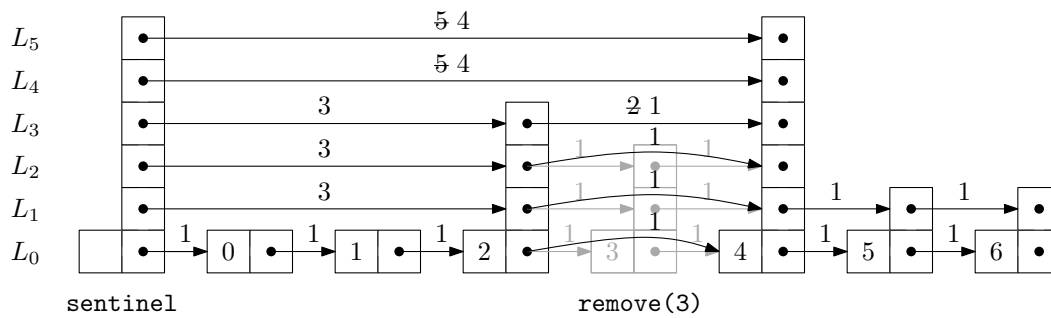 L5 5 4
L4 5 4
L3 3 2 1
L2 3 1 1 1
L1 3 1 1 1 1 1
L0 1 0 1 1 1 2 1 3 1 1 4 1 5 1 6
sentinel remove(3)